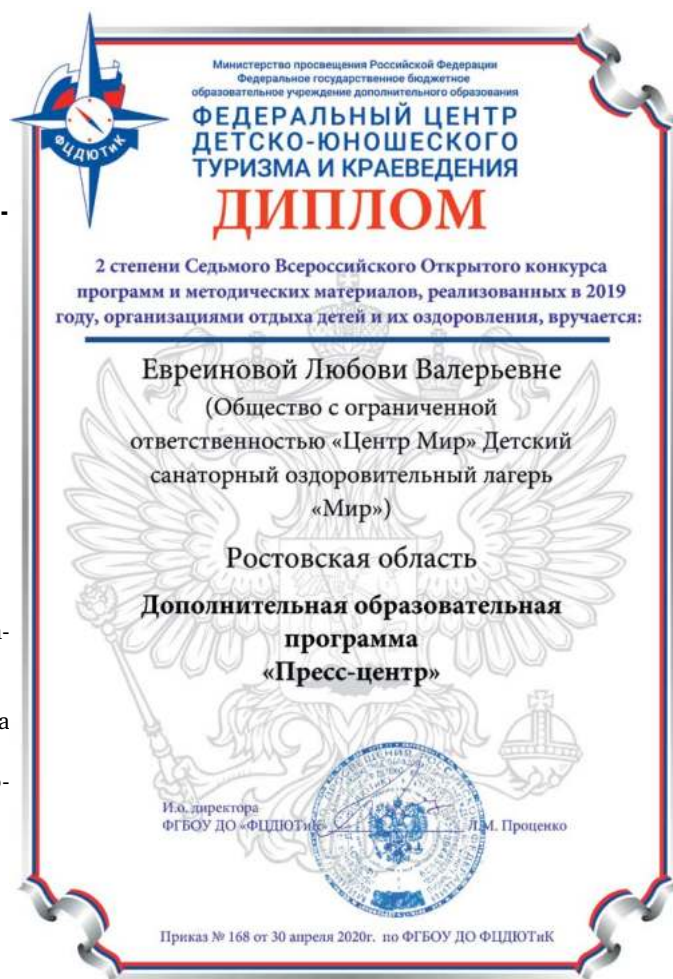 Министерство просвещения Российской Федерации
Федеральное государственное бюджетное
образовательное учреждение дополнительного образования
ФЕДЕРАЛЬНЫЙ ЦЕНТР
ДЕТСКО-ЮНОШЕСКОГО
ТУРИЗМА И КРАЕВЕДЕНИЯ
ФЦДЮТиК
ДИПЛОМ
2 степени Седьмого Всероссийского Открытого конкурса
программ и методических материалов, реализованных в 2019
году, организациями отдыха детей и их оздоровления, вручается:
Евреиновой Любови Валерьевне
(Общество с ограниченной
ответственностью «Центр Мир» Детский
санаторный оздоровительный лагерь
«Мир»)
Ростовская область
Дополнительная образовательная
программа
«Пресс-центр»
И.о. директора
ФГБОУ ДО «ФЦДЮТиК» Л.М. Проценко
Приказ № 168 от 30 апреля 2020г. по ФГБОУ ДО ФЦДЮТиК